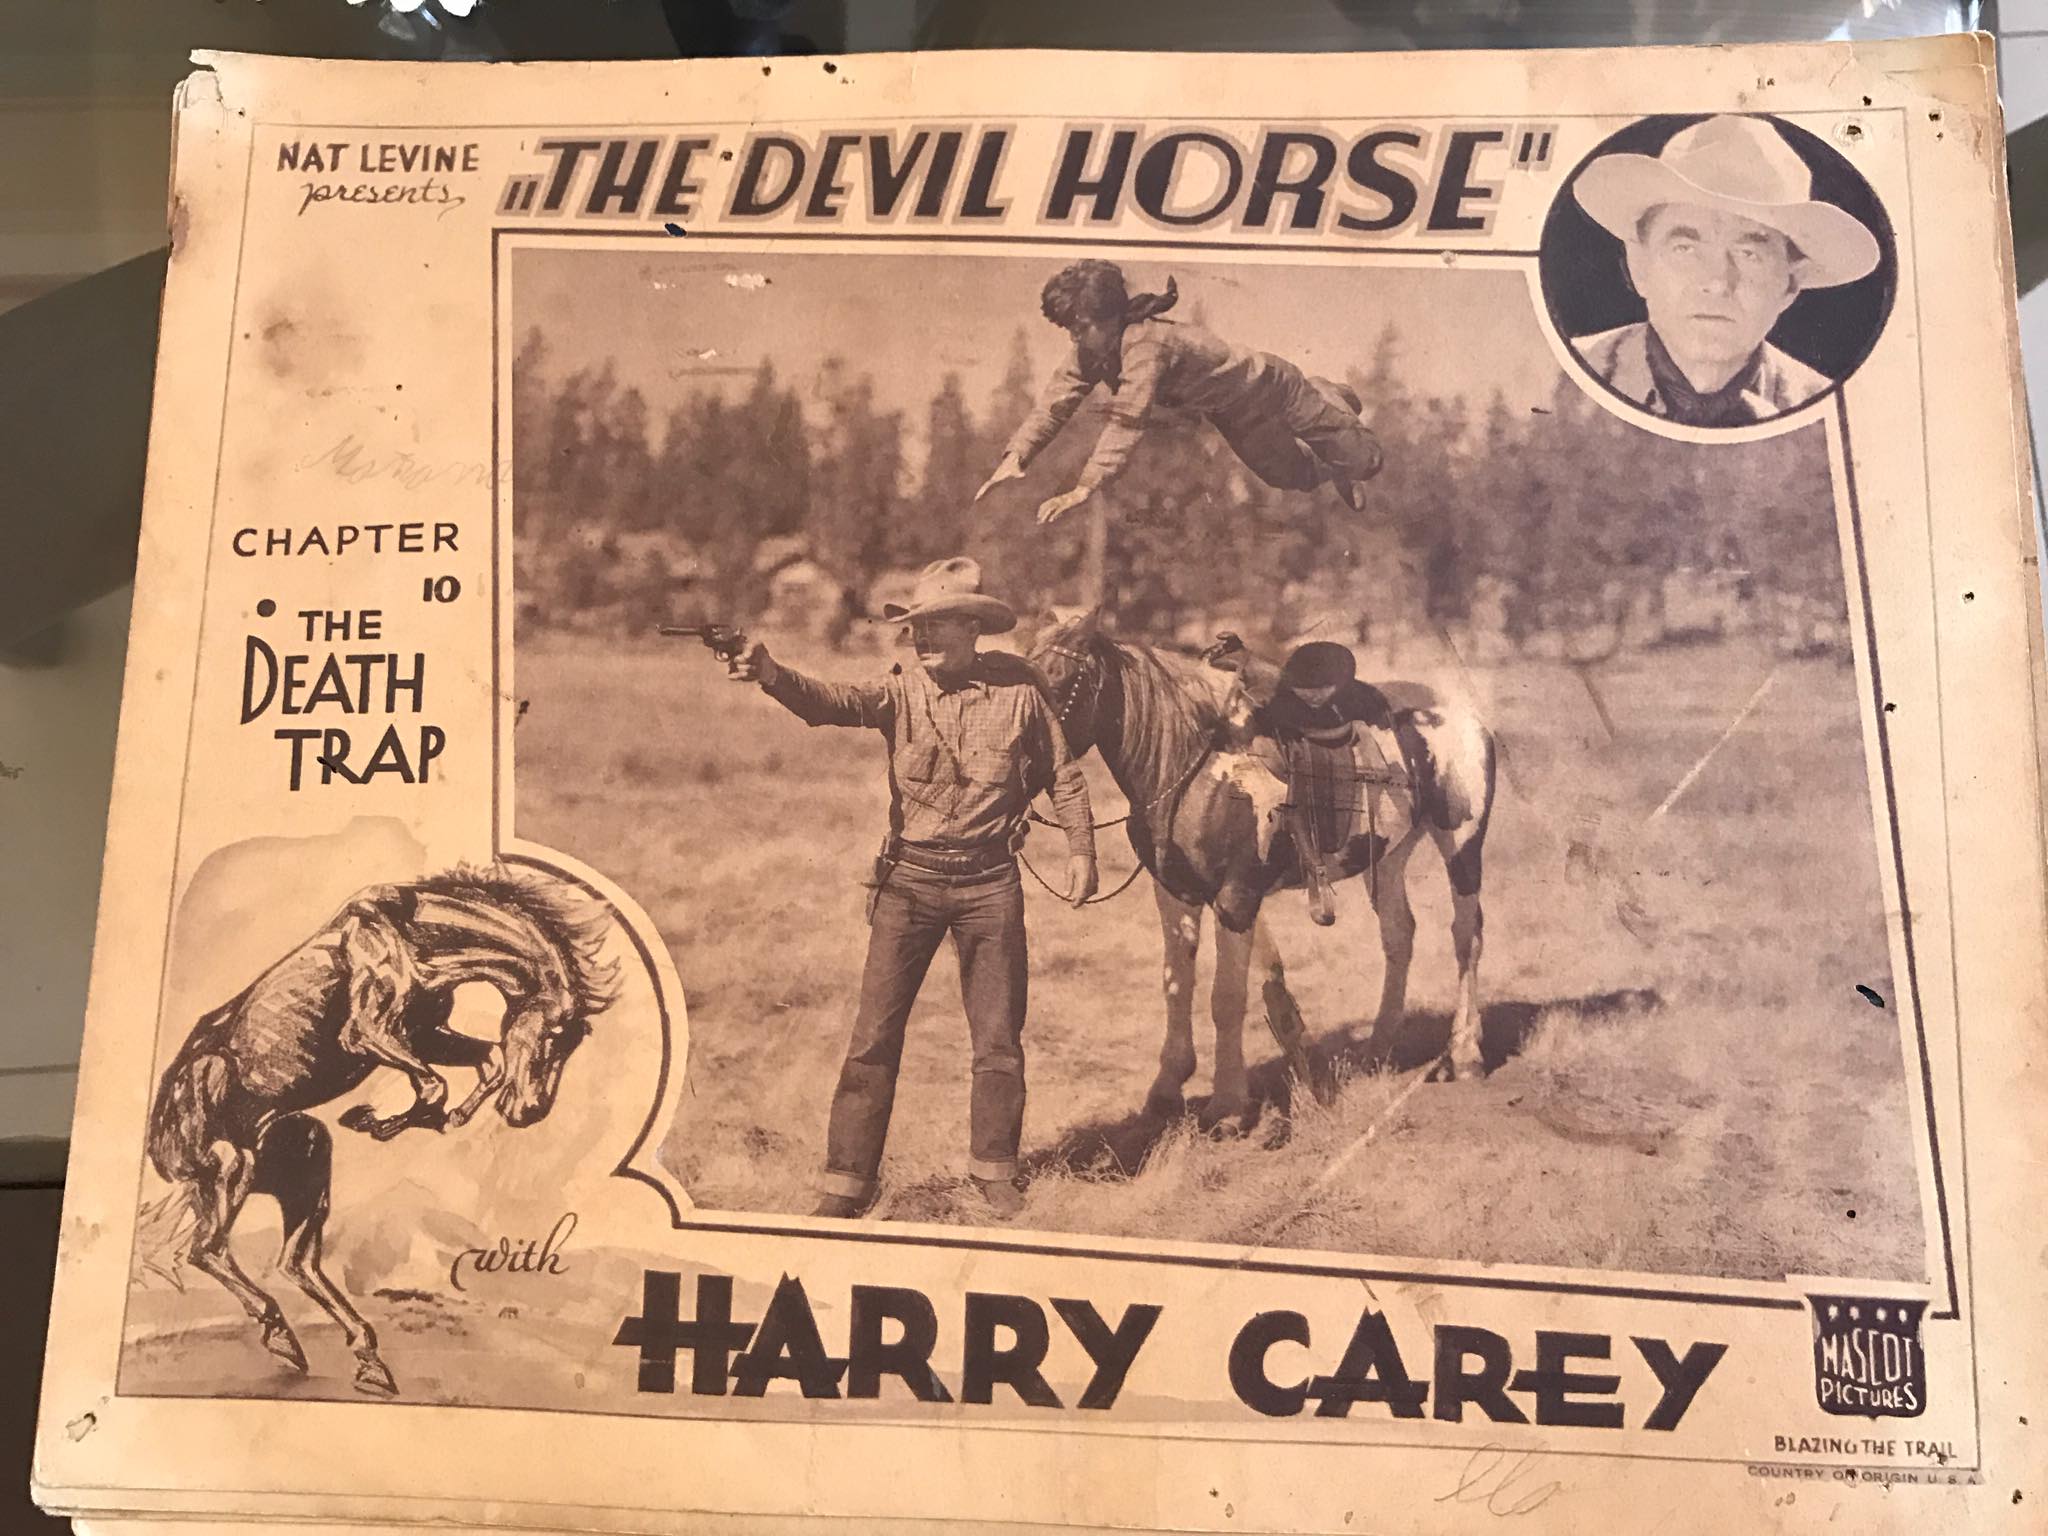 NAT LEVINE
presents
"THE DEVIL HORSE"
CHAPTER
10
THE
DEATH
TRAP
with
HARRY CAREY
MASCOT
PICTURES
BLAZING THE TRAIL
COUNTRY OF ORIGIN U. S. A.